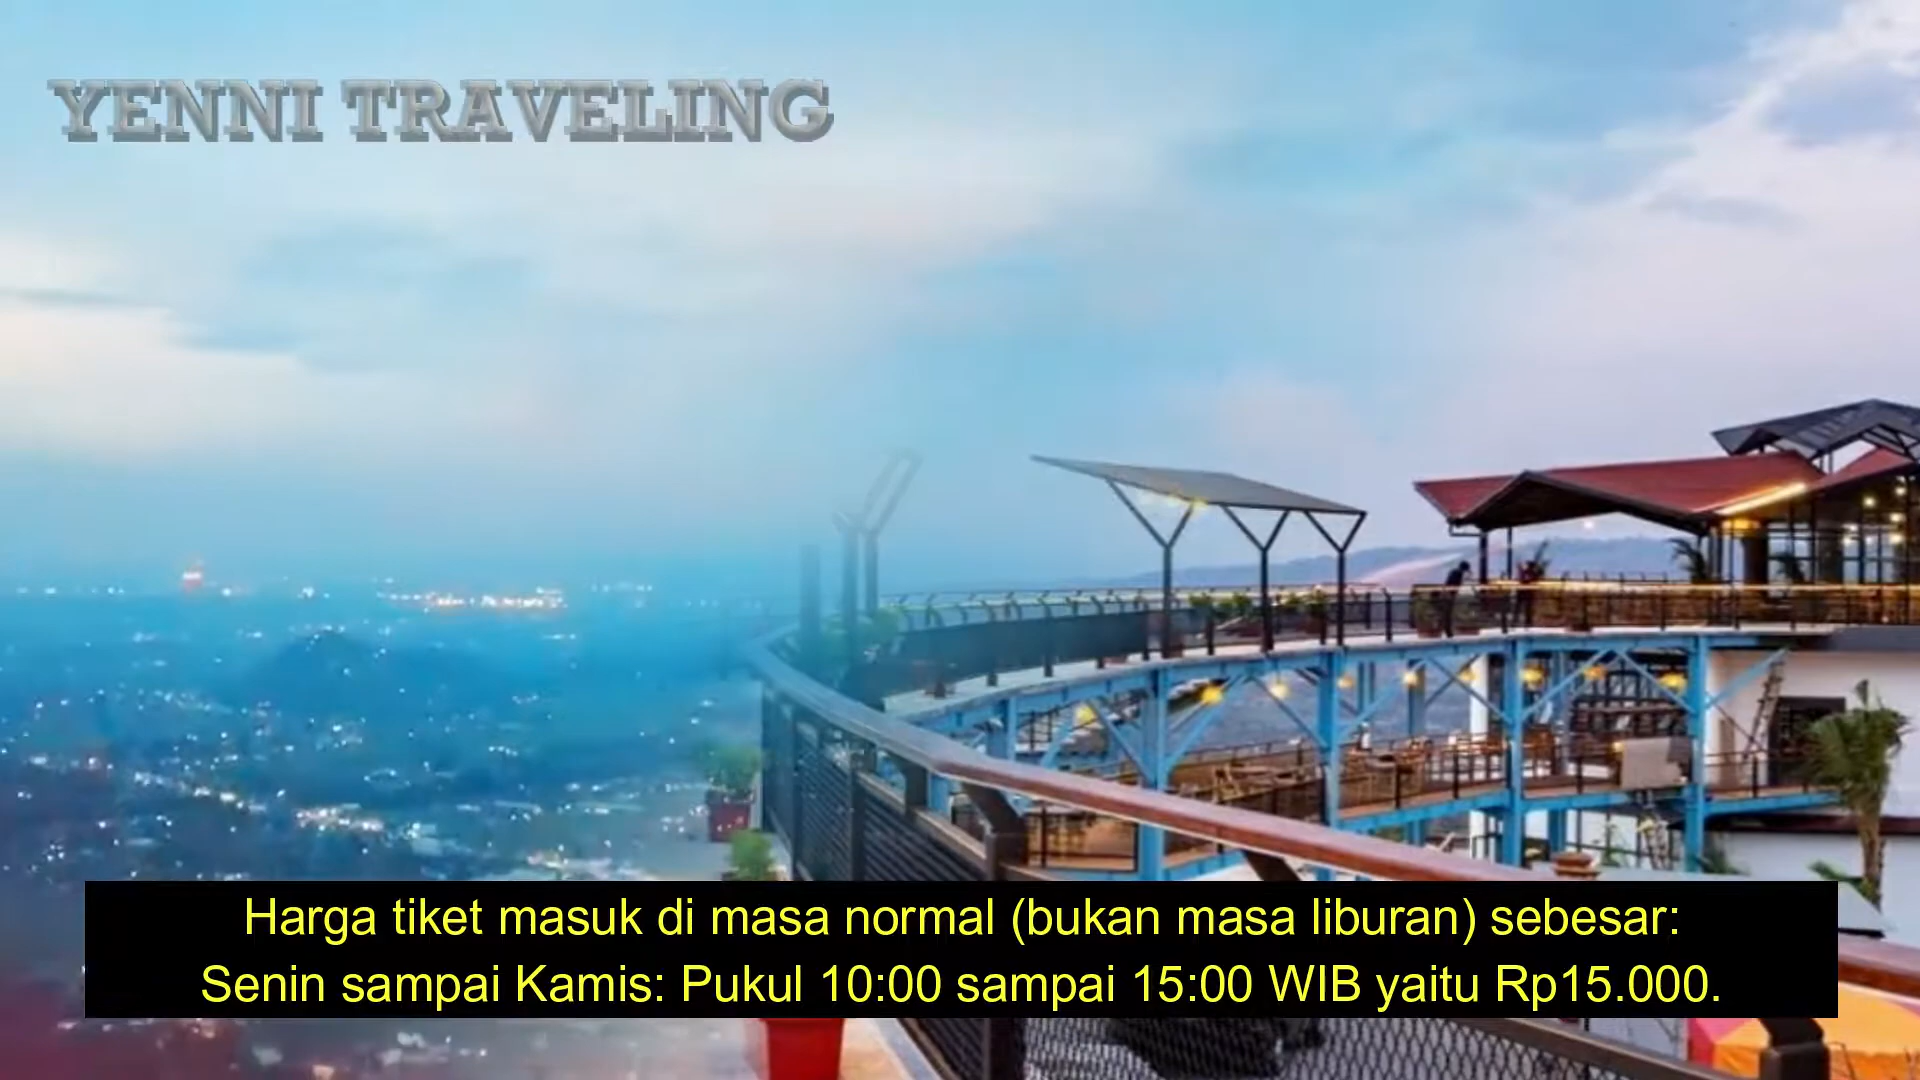 YENNI TRAVELING
Harga tiket masuk di masa normal (bukan masa liburan) sebesar:
Senin sampai Kamis: Pukul 10:00 sampai 15:00 WIB yaitu Rp15.000.